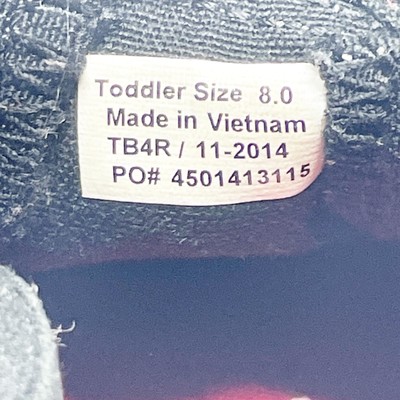 Toddler Size 8.0
Made in Vietnam
TB4R / 11-2014
PO# 4501413115